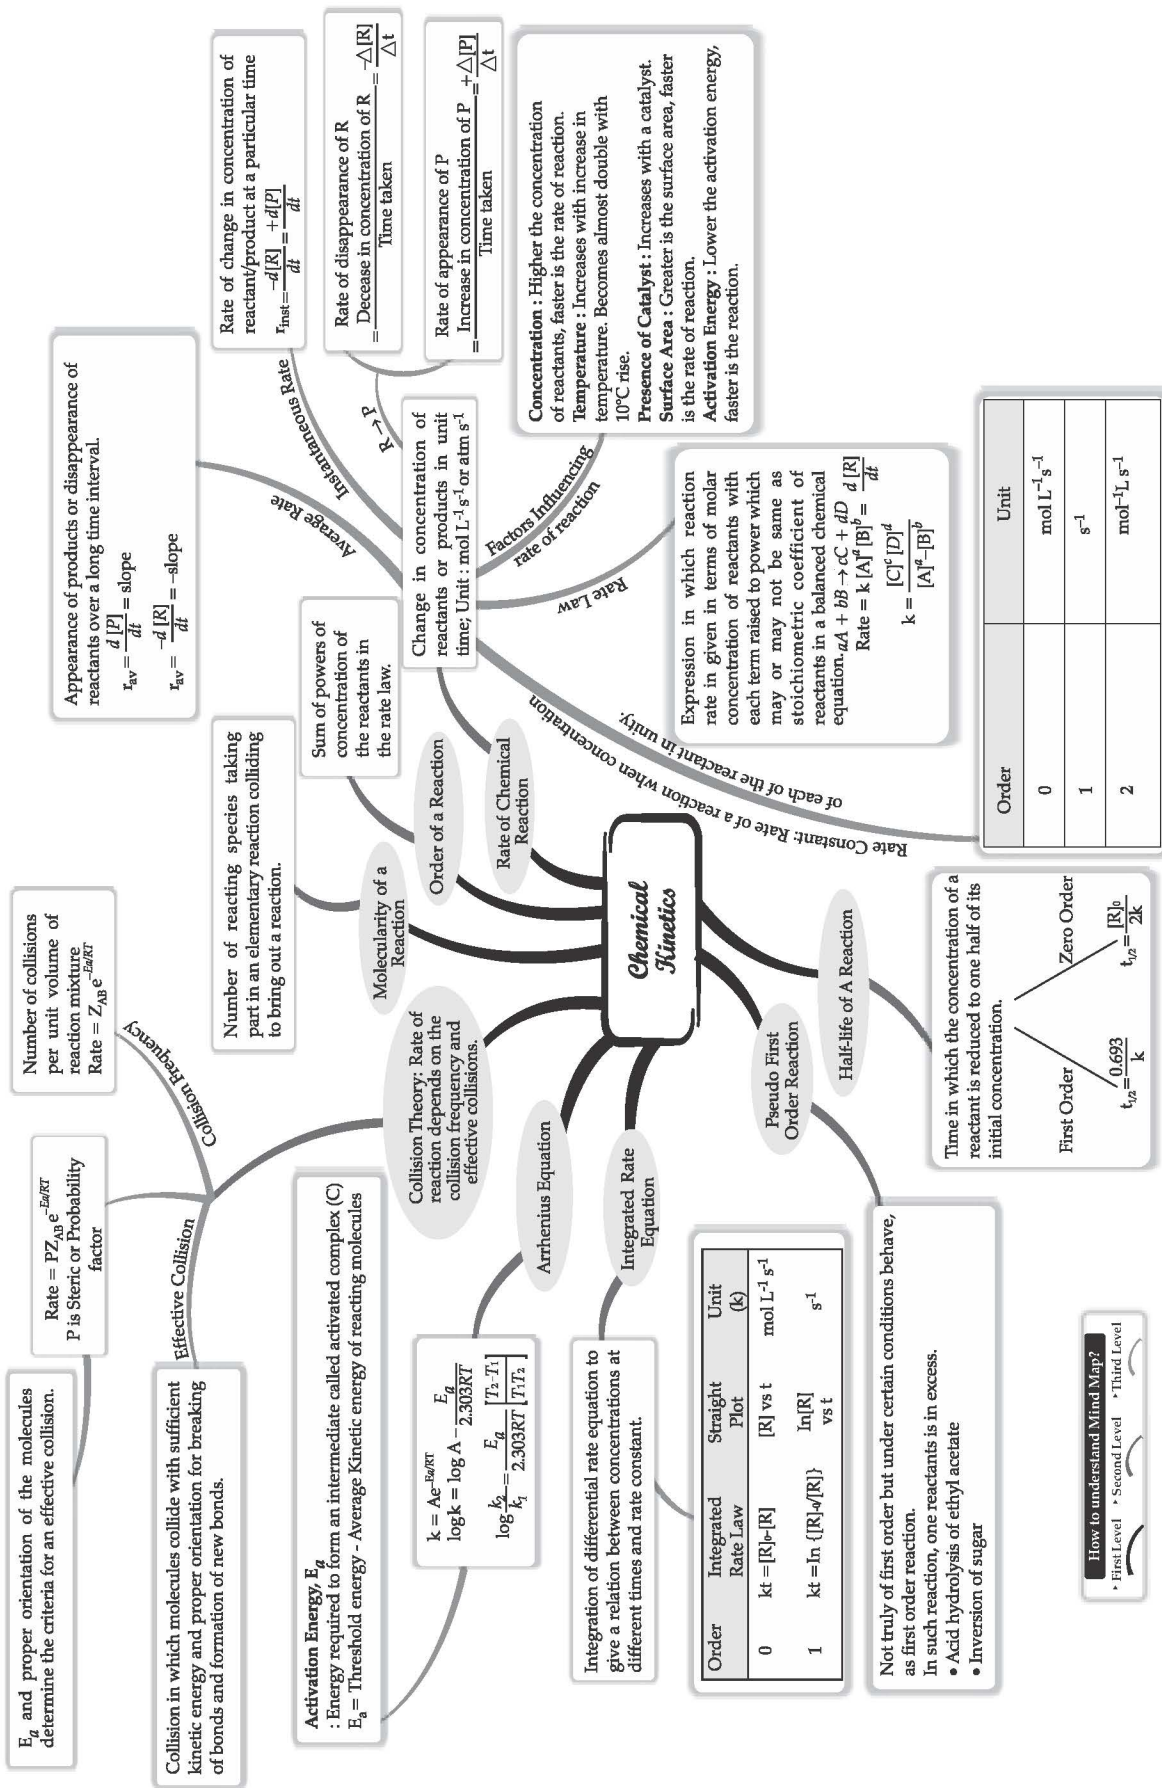 Chemical
Kinetics
Rate of Chemical
Reaction
Change in concentration of
reactants or products in unit
time; Unit : mol L⁻¹ s⁻¹ or atm s⁻¹
Average Rate
Appearance of products or disappearance of
reactants over a long time interval.
r_av = d [P] / dt = slope
r_av = -d [R] / dt = -slope
Instantaneous Rate
Rate of change in concentration of
reactant/product at a particular time
r_inst = -d[R] / dt = +d[P] / dt
R → P
Rate of disappearance of R
= Decease in concentration of R / Time taken = -△[R] / △t
Rate of appearance of P
= Increase in concentration of P / Time taken = +△[P] / △t
Factors Influencing
rate of reaction
Concentration : Higher the concentration
of reactants, faster is the rate of reaction.
Temperature : Increases with increase in
temperature. Becomes almost double with
10°C rise.
Presence of Catalyst : Increases with a catalyst.
Surface Area : Greater is the surface area, faster
is the rate of reaction.
Activation Energy : Lower the activation energy,
faster is the reaction.
Rate Law
Expression in which reaction
rate in given in terms of molar
concentration of reactants with
each term raised to power which
may or may not be same as
stoichiometric coefficient of
reactants in a balanced chemical
equation. aA + bB → cC + dD
Rate = k [A]ᵃ [B]ᵇ = d [R] / dt
k = [C]ᶜ [D]ᵈ / [A]ᵃ–[B]ᵇ
Rate Constant: Rate of a reaction when concentration
of each of the reactant in unity.
Order Unit
0 mol L⁻¹s⁻¹
1 s⁻¹
2 mol⁻¹L s⁻¹
Order of a Reaction
Sum of powers of
concentration of
the reactants in
the rate law.
Molecularity of a
Reaction
Number of reacting species taking
part in an elementary reaction colliding
to bring out a reaction.
Collision Theory: Rate of
reaction depends on the
collision frequency and
effective collisions.
Collision Frequency
Number of collisions
per unit volume of
reaction mixture
Rate = Z_AB e^–Ea/RT
Rate = PZ_AB e^–Ea/RT
P is Steric or Probability
factor
E_a and proper orientation of the molecules
determine the criteria for an effective collision.
Effective Collision
Collision in which molecules collide with sufficient
kinetic energy and proper orientation for breaking
of bonds and formation of new bonds.
Arrhenius Equation
k = Ae^–Ea/RT
log k = log A – E_a / 2.303RT
log k₂ / k₁ = E_a / 2.303RT [T₂–T₁] / [T₁T₂]
Activation Energy, E_a
: Energy required to form an intermediate called activated complex (C)
E_a = Threshold energy - Average Kinetic energy of reacting molecules
Integrated Rate
Equation
Integration of differential rate equation to
give a relation between concentrations at
different times and rate constant.
Order Integrated Rate Law Straight Plot Unit (k)
0 kt = [R]₀-[R] [R] vs t mol L⁻¹ s⁻¹
1 kt = In {[R]₋₀/[R]} In[R] vs t s⁻¹
Pseudo First
Order Reaction
Not truly of first order but under certain conditions behave,
as first order reaction.
In such reaction, one reactants is in excess.
• Acid hydrolysis of ethyl acetate
• Inversion of sugar
Half-life of A Reaction
Time in which the concentration of a
reactant is reduced to one half of its
initial concentration.
First Order Zero Order
t₁/₂ = 0.693 / k t₁/₂ = [R]₀ / 2k
How to understand Mind Map?
First Level Second Level Third Level